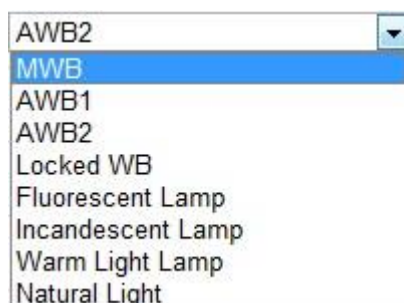 AWB2
MWB
AWB1
AWB2
Locked WB
Fluorescent Lamp
Incandescent Lamp
Warm Light Lamp
Natural Light